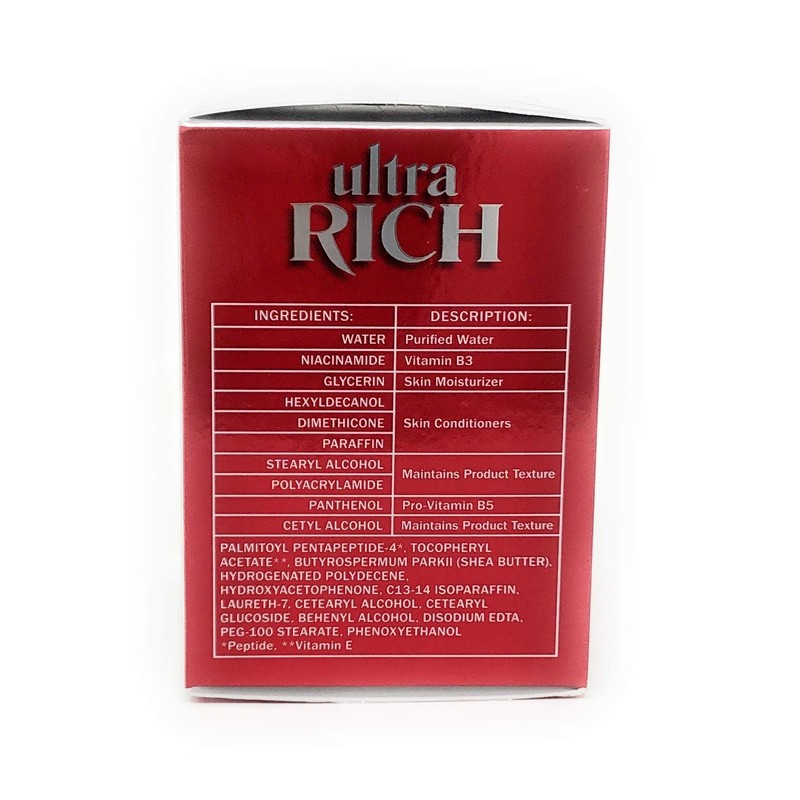 ultra
RICH
INGREDIENTS: DESCRIPTION:
WATER Purified Water
NIACINAMIDE Vitamin B3
GLYCERIN Skin Moisturizer
HEXYLDECANOL
DIMETHICONE Skin Conditioners
PARAFFIN
STEARYL ALCOHOL
Maintains Product Texture
POLYACRYLAMIDE
PANTHENOL Pro-Vitamin B5
CETYL ALCOHOL Maintains Product Texture
PALMITOYL PENTAPEPTIDE-4*, TOCOPHERYL
ACETATE**, BUTYROSPERMUM PARKII (SHEA BUTTER),
HYDROGENATED POLYDECENE,
HYDROXYACETOPHENONE, C13-14 ISOPARAFFIN,
LAURETH-7, CETEARYL ALCOHOL, CETEARYL
GLUCOSIDE, BEHENYL ALCOHOL, DISODIUM EDTA,
PEG-100 STEARATE, PHENOXYETHANOL
*Peptide, **Vitamin E